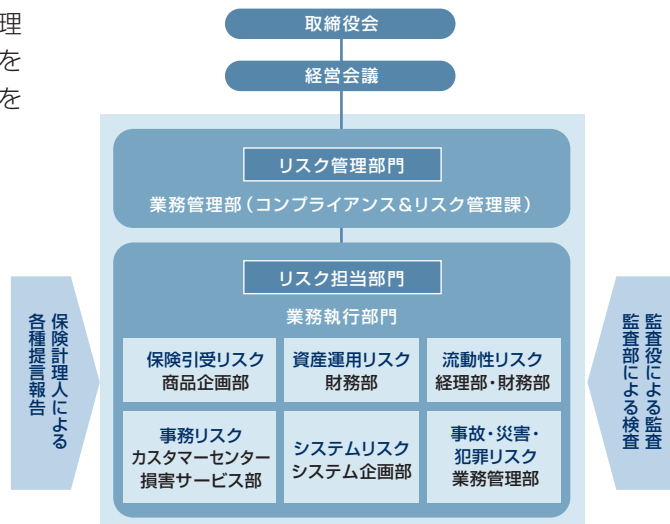 理
を
を
取締役会
経営会議
リスク管理部門
業務管理部（コンプライアンス&リスク管理課）
リスク担当部門
業務執行部門
保険引受リスク
商品企画部
資産運用リスク
財務部
流動性リスク
経理部・財務部
事務リスク
カスタマーセンター
損害サービス部
システムリスク
システム企画部
事故・災害・
犯罪リスク
業務管理部
保険計理人による
各種提言報告
監査役による監査
監査部による検査